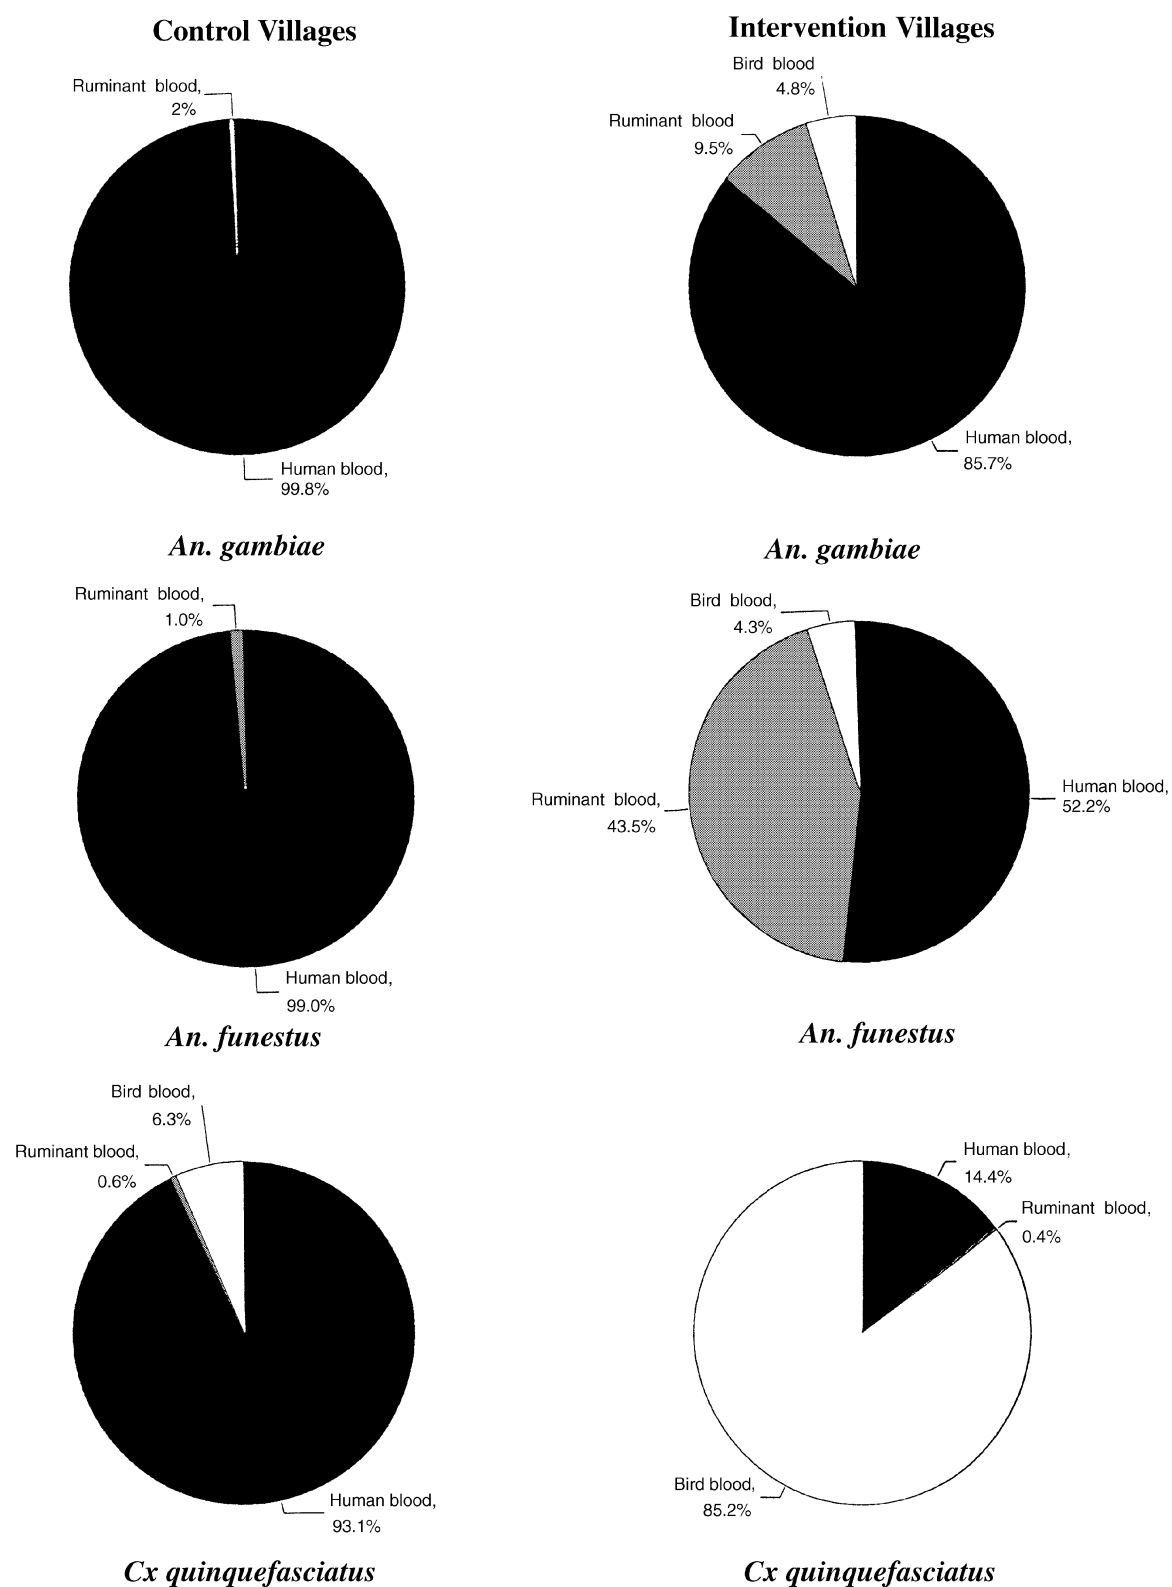 Control Villages
Intervention Villages
Ruminant blood,
2%
Human blood,
99.8%
An. gambiae
Bird blood
4.8%
Ruminant blood
9.5%
Human blood,
85.7%
An. gambiae
Ruminant blood,
1.0%
Human blood,
99.0%
An. funestus
Bird blood,
4.3%
Ruminant blood,
43.5%
Human blood,
52.2%
An. funestus
Bird blood,
6.3%
Ruminant blood,
0.6%
Human blood,
93.1%
Cx quinquefasciatus
Human blood,
14.4%
Ruminant blood,
0.4%
Bird blood,
85.2%
Cx quinquefasciatus